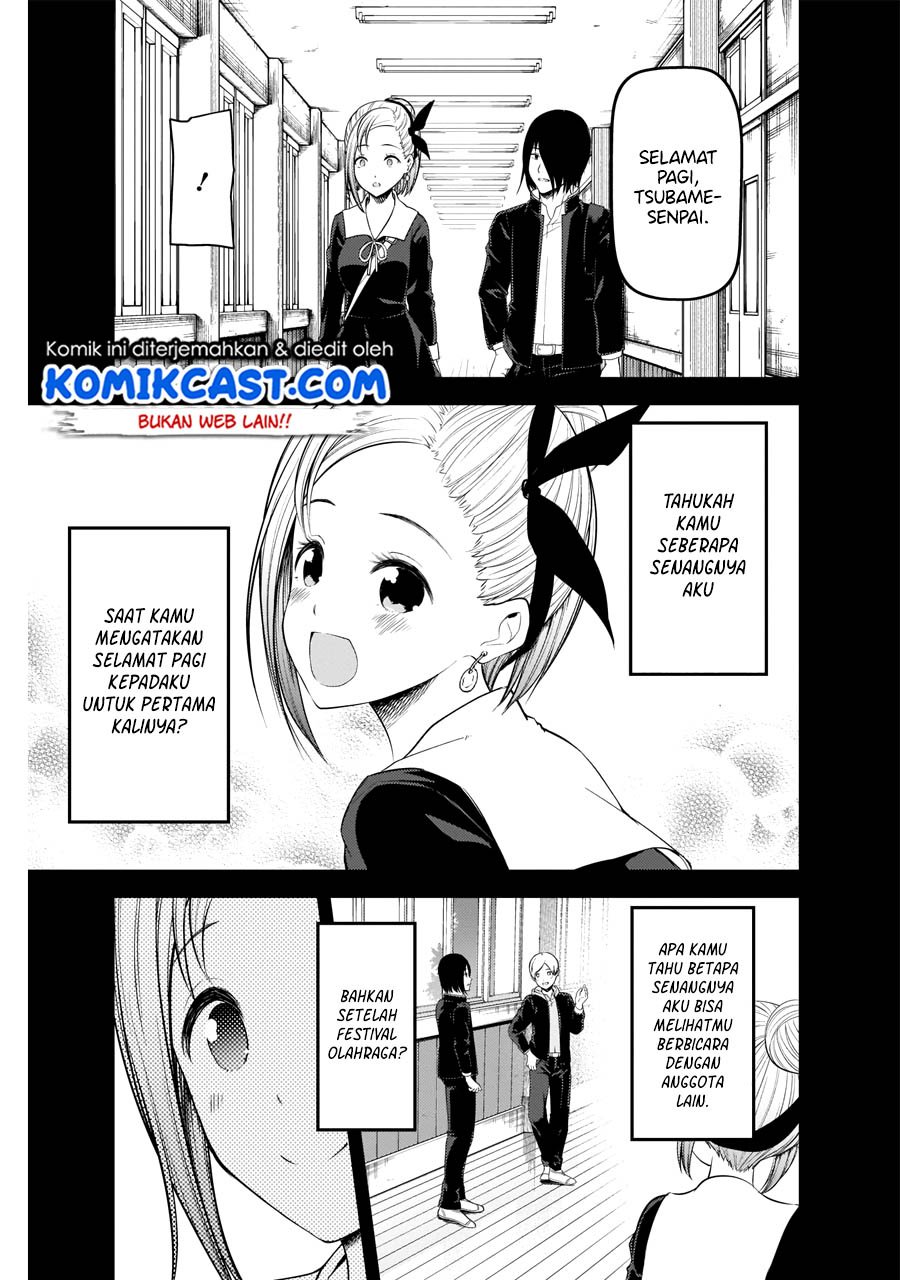 SELAMAT
PAGI,
TSUBAME-
SENPAI.
!
Komik ini diterjemahkan & diedit oleh
KOMIKCAST.COM
BUKAN WEB LAIN!!
TAHUKAH
KAMU
SEBERAPA
SENANGNYA
AKU
SAAT KAMU
MENGATAKAN
SELAMAT PAGI
KEPADAKU
UNTUK PERTAMA
KALINYA?
APA KAMU
TAHU BETAPA
SENANGNYA
AKU BISA
MELIHATMU
BERBICARA
DENGAN
ANGGOTA
LAIN.
BAHKAN
SETELAH
FESTIVAL
OLAHRAGA?